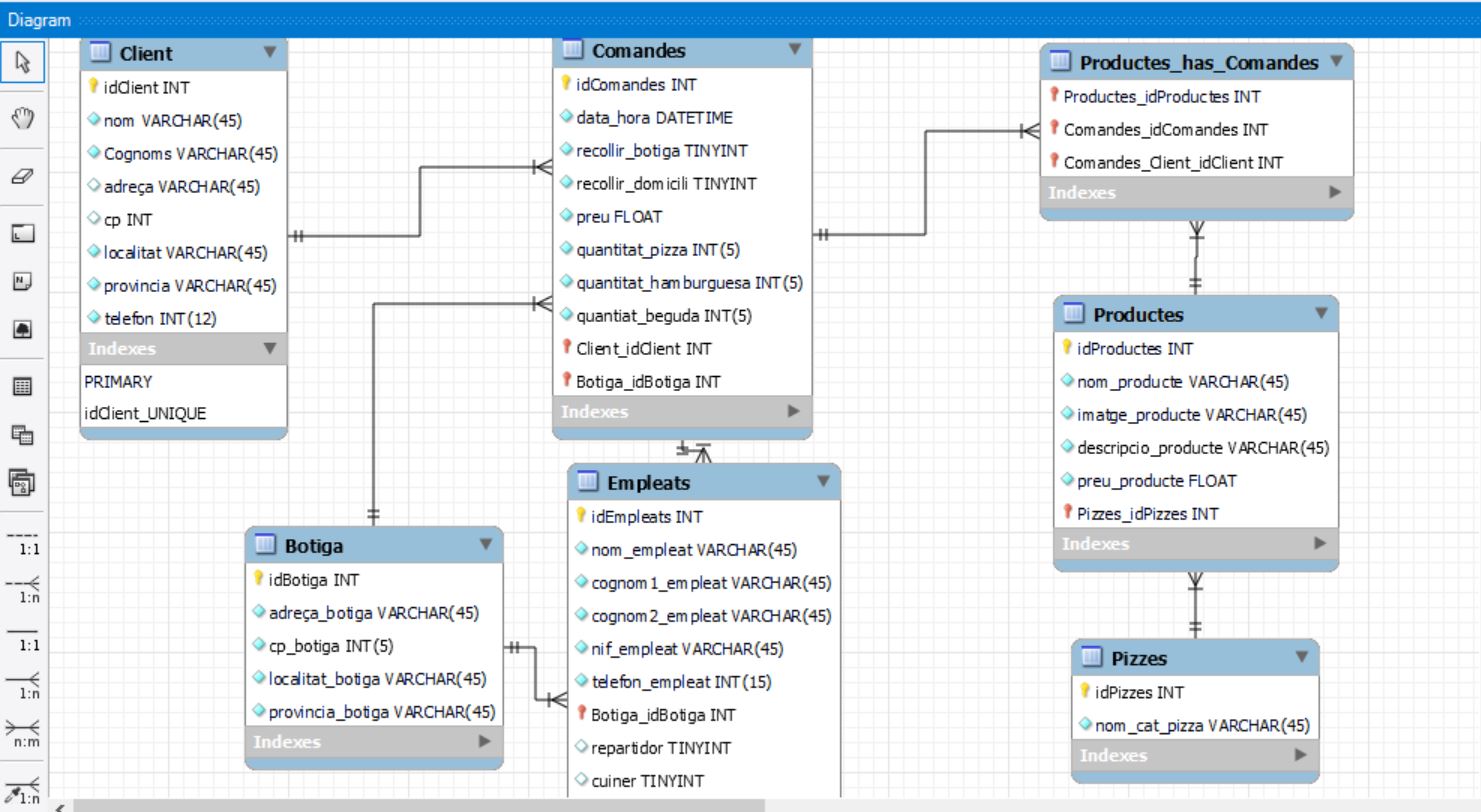 Diagram
Client
idClient INT
nom VARCHAR(45)
Cognoms VARCHAR(45)
adreça VARCHAR(45)
cp INT
localitat VARCHAR(45)
provincia VARCHAR(45)
telefon INT(12)
Indexes
PRIMARY
idClient_UNIQUE
Comandes
idComandes INT
data_hora DATETIME
recollir_botiga TINYINT
recollir_domicili TINYINT
preu FLOAT
quantitat_pizza INT(5)
quantitat_hamburguesa INT(5)
quantiat_beguda INT(5)
Client_idClient INT
Botiga_idBotiga INT
Indexes
Productes_has_Comandes
Productes_idProductes INT
Comandes_idComandes INT
Comandes_Client_idClient INT
Indexes
Productes
idProductes INT
nom_producte VARCHAR(45)
imatge_producte VARCHAR(45)
descripcio_producte VARCHAR(45)
preu_producte FLOAT
Pizzes_idPizzes INT
Indexes
Botiga
idBotiga INT
adreça_botiga VARCHAR(45)
cp_botiga INT(5)
localitat_botiga VARCHAR(45)
provincia_botiga VARCHAR(45)
Indexes
Empleats
idEmpleats INT
nom_empleat VARCHAR(45)
cognom1_empleat VARCHAR(45)
cognom2_empleat VARCHAR(45)
nif_empleat VARCHAR(45)
telefon_empleat INT(15)
Botiga_idBotiga INT
repartidor TINYINT
cuiner TINYINT
Pizzes
idPizzes INT
nom_cat_pizza VARCHAR(45)
Indexes
1:1
1:n
1:1
1:n
n:m
1:n